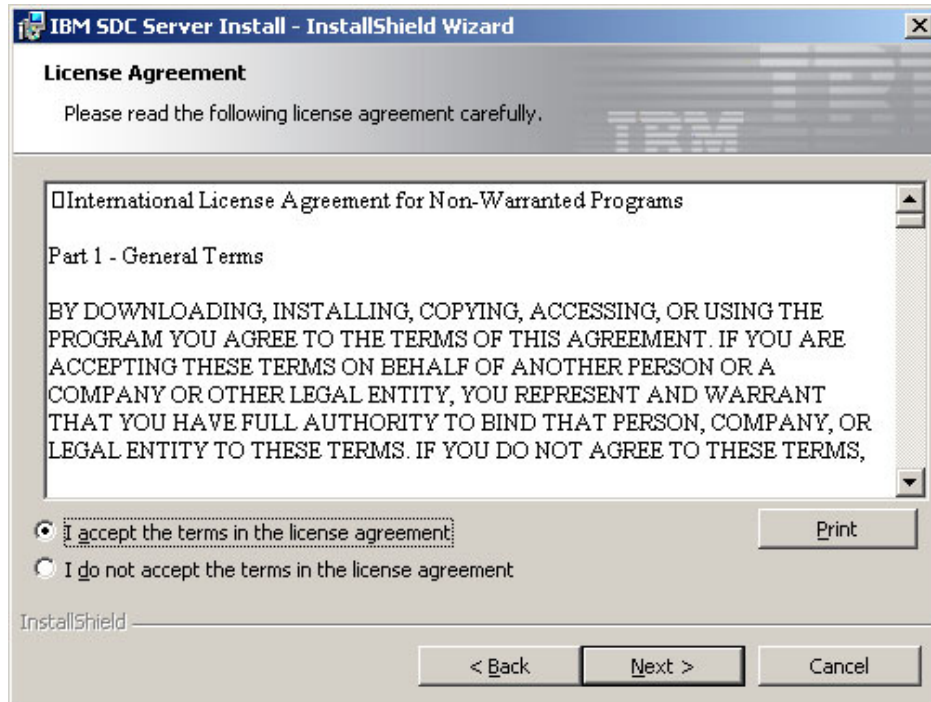 IBM SDC Server Install - InstallShield Wizard
License Agreement
Please read the following license agreement carefully.
International License Agreement for Non-Warranted Programs
Part 1 - General Terms
BY DOWNLOADING, INSTALLING, COPYING, ACCESSING, OR USING THE
PROGRAM YOU AGREE TO THE TERMS OF THIS AGREEMENT. IF YOU ARE
ACCEPTING THESE TERMS ON BEHALF OF ANOTHER PERSON OR A
COMPANY OR OTHER LEGAL ENTITY, YOU REPRESENT AND WARRANT
THAT YOU HAVE FULL AUTHORITY TO BIND THAT PERSON, COMPANY, OR
LEGAL ENTITY TO THESE TERMS. IF YOU DO NOT AGREE TO THESE TERMS,
I accept the terms in the license agreement
Print
I do not accept the terms in the license agreement
InstallShield
< Back
Next >
Cancel